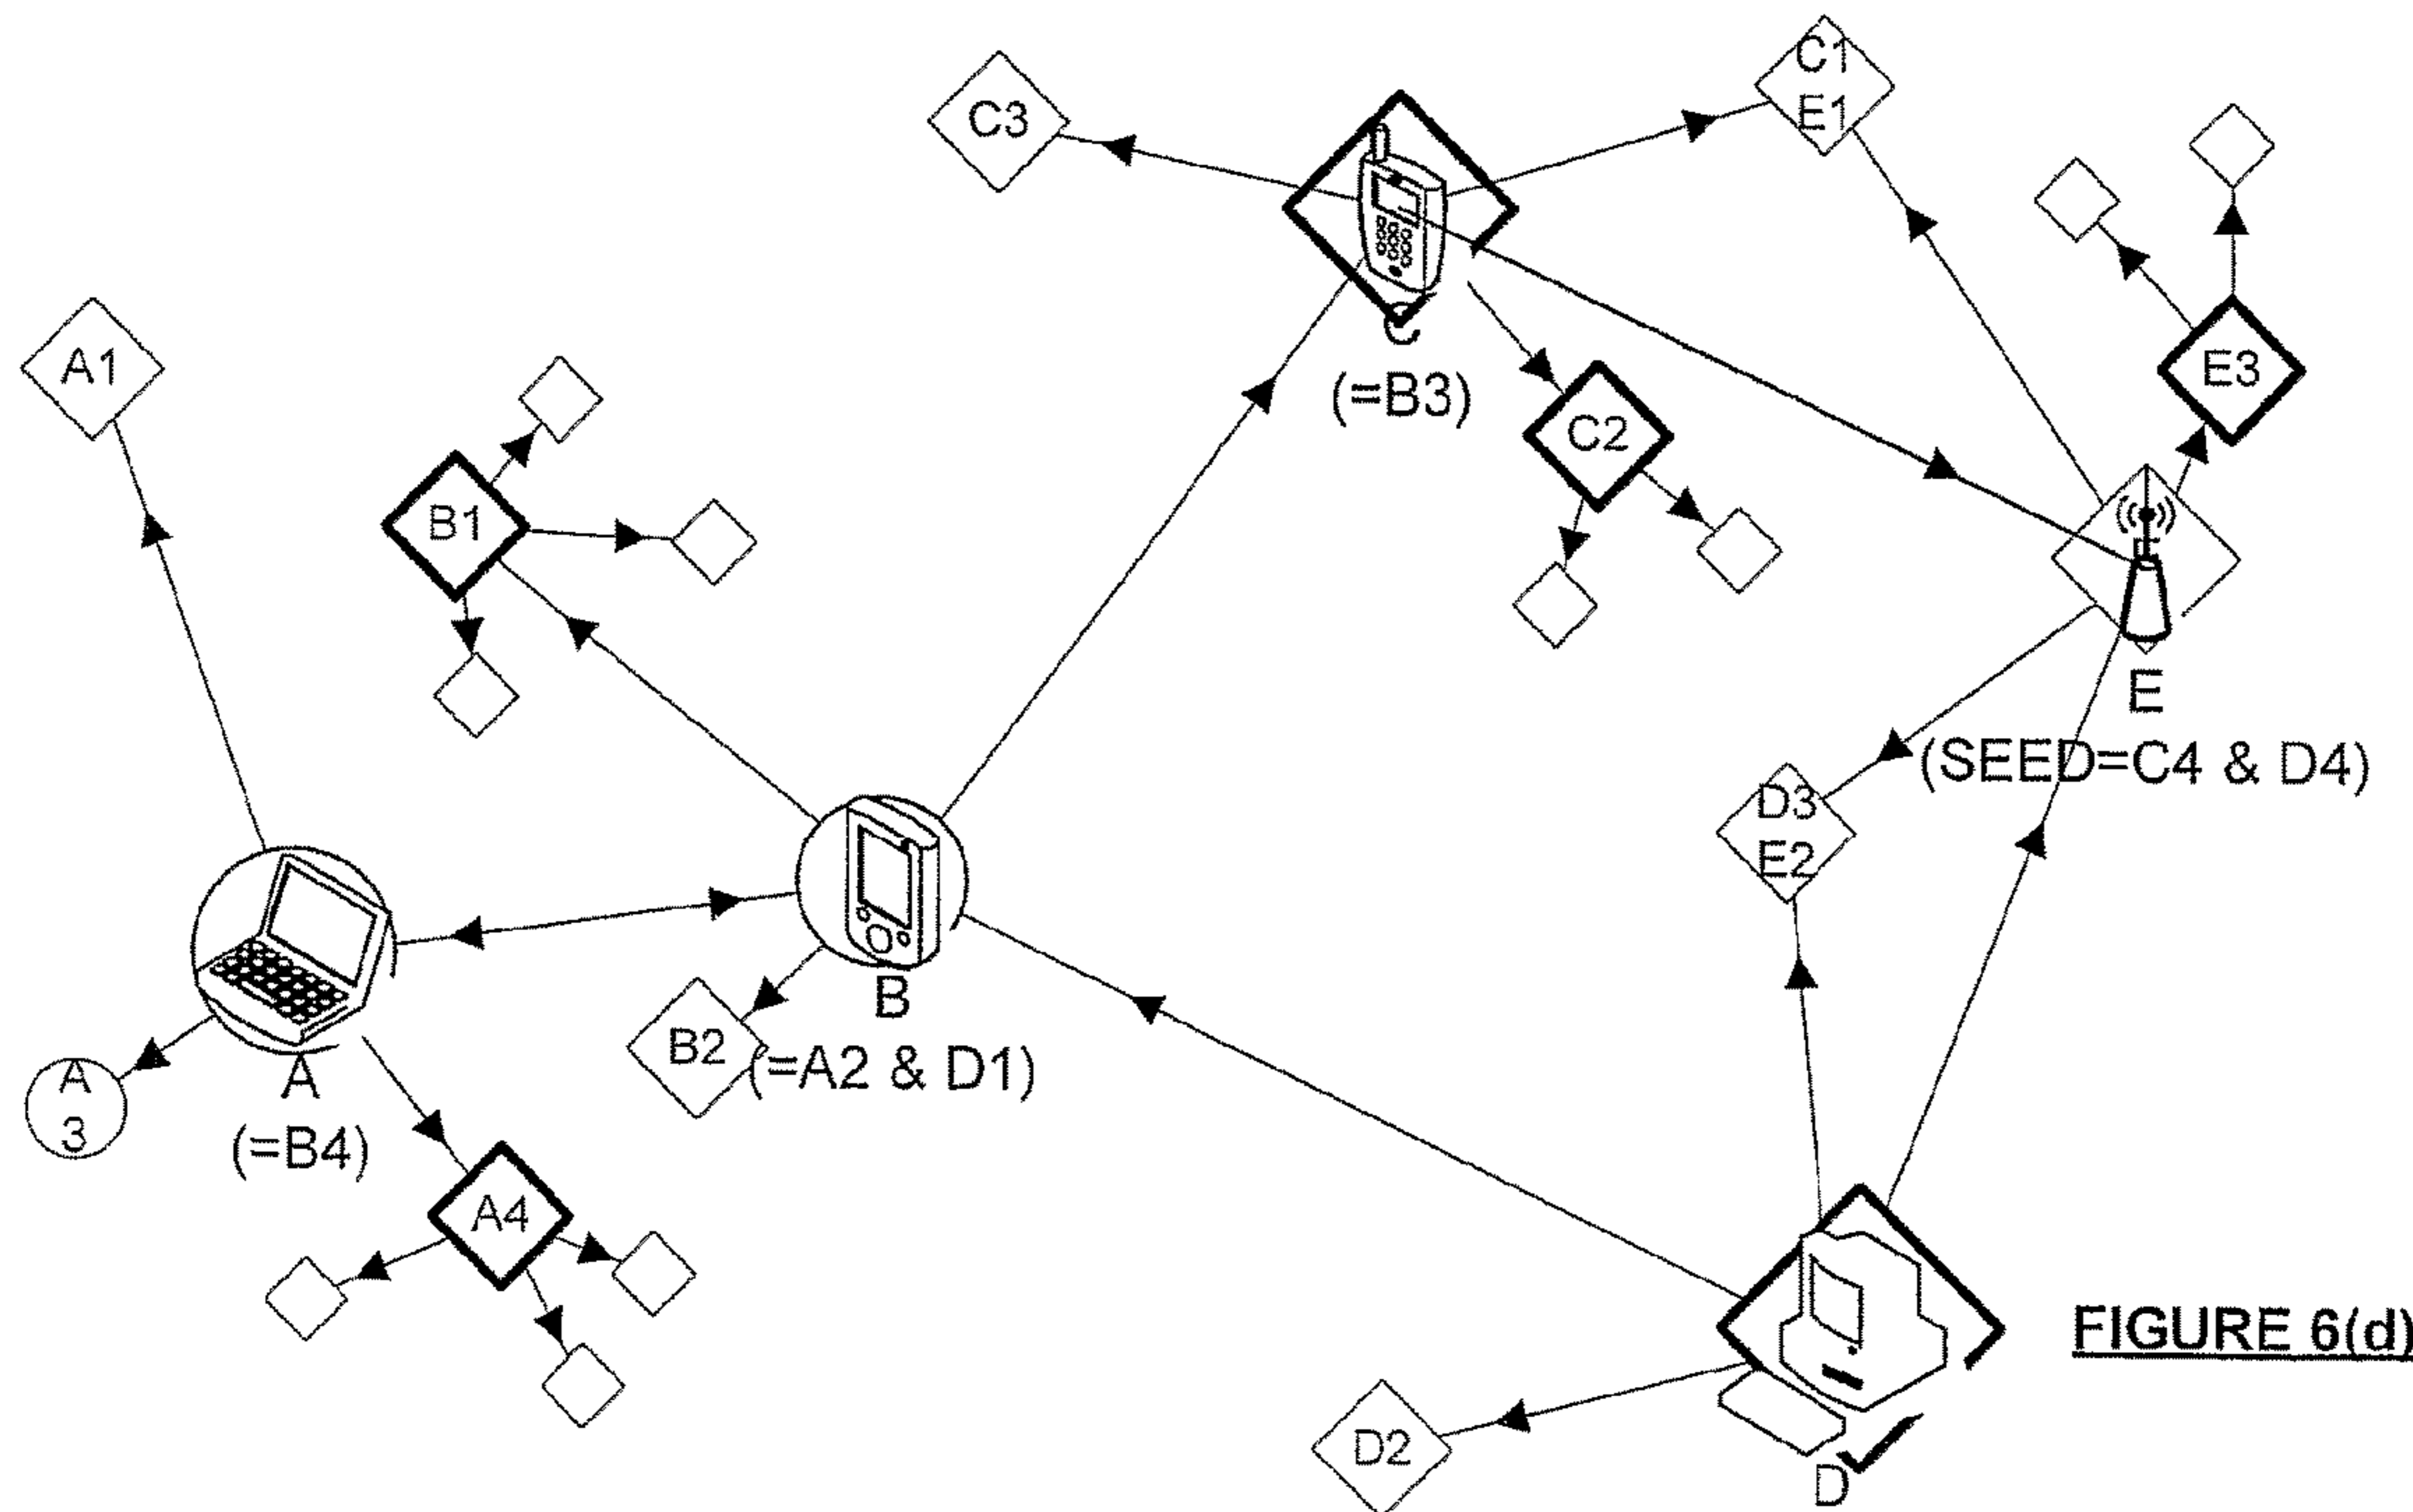 C1
E1
C3
C
(=B3)
E3
A1
C2
B1
E
(SEED=C4 & D4)
D3
E2
B
B2
(=A2 & D1)
A
3
A
(=B4)
A4
D2
D
FIGURE 6(d)